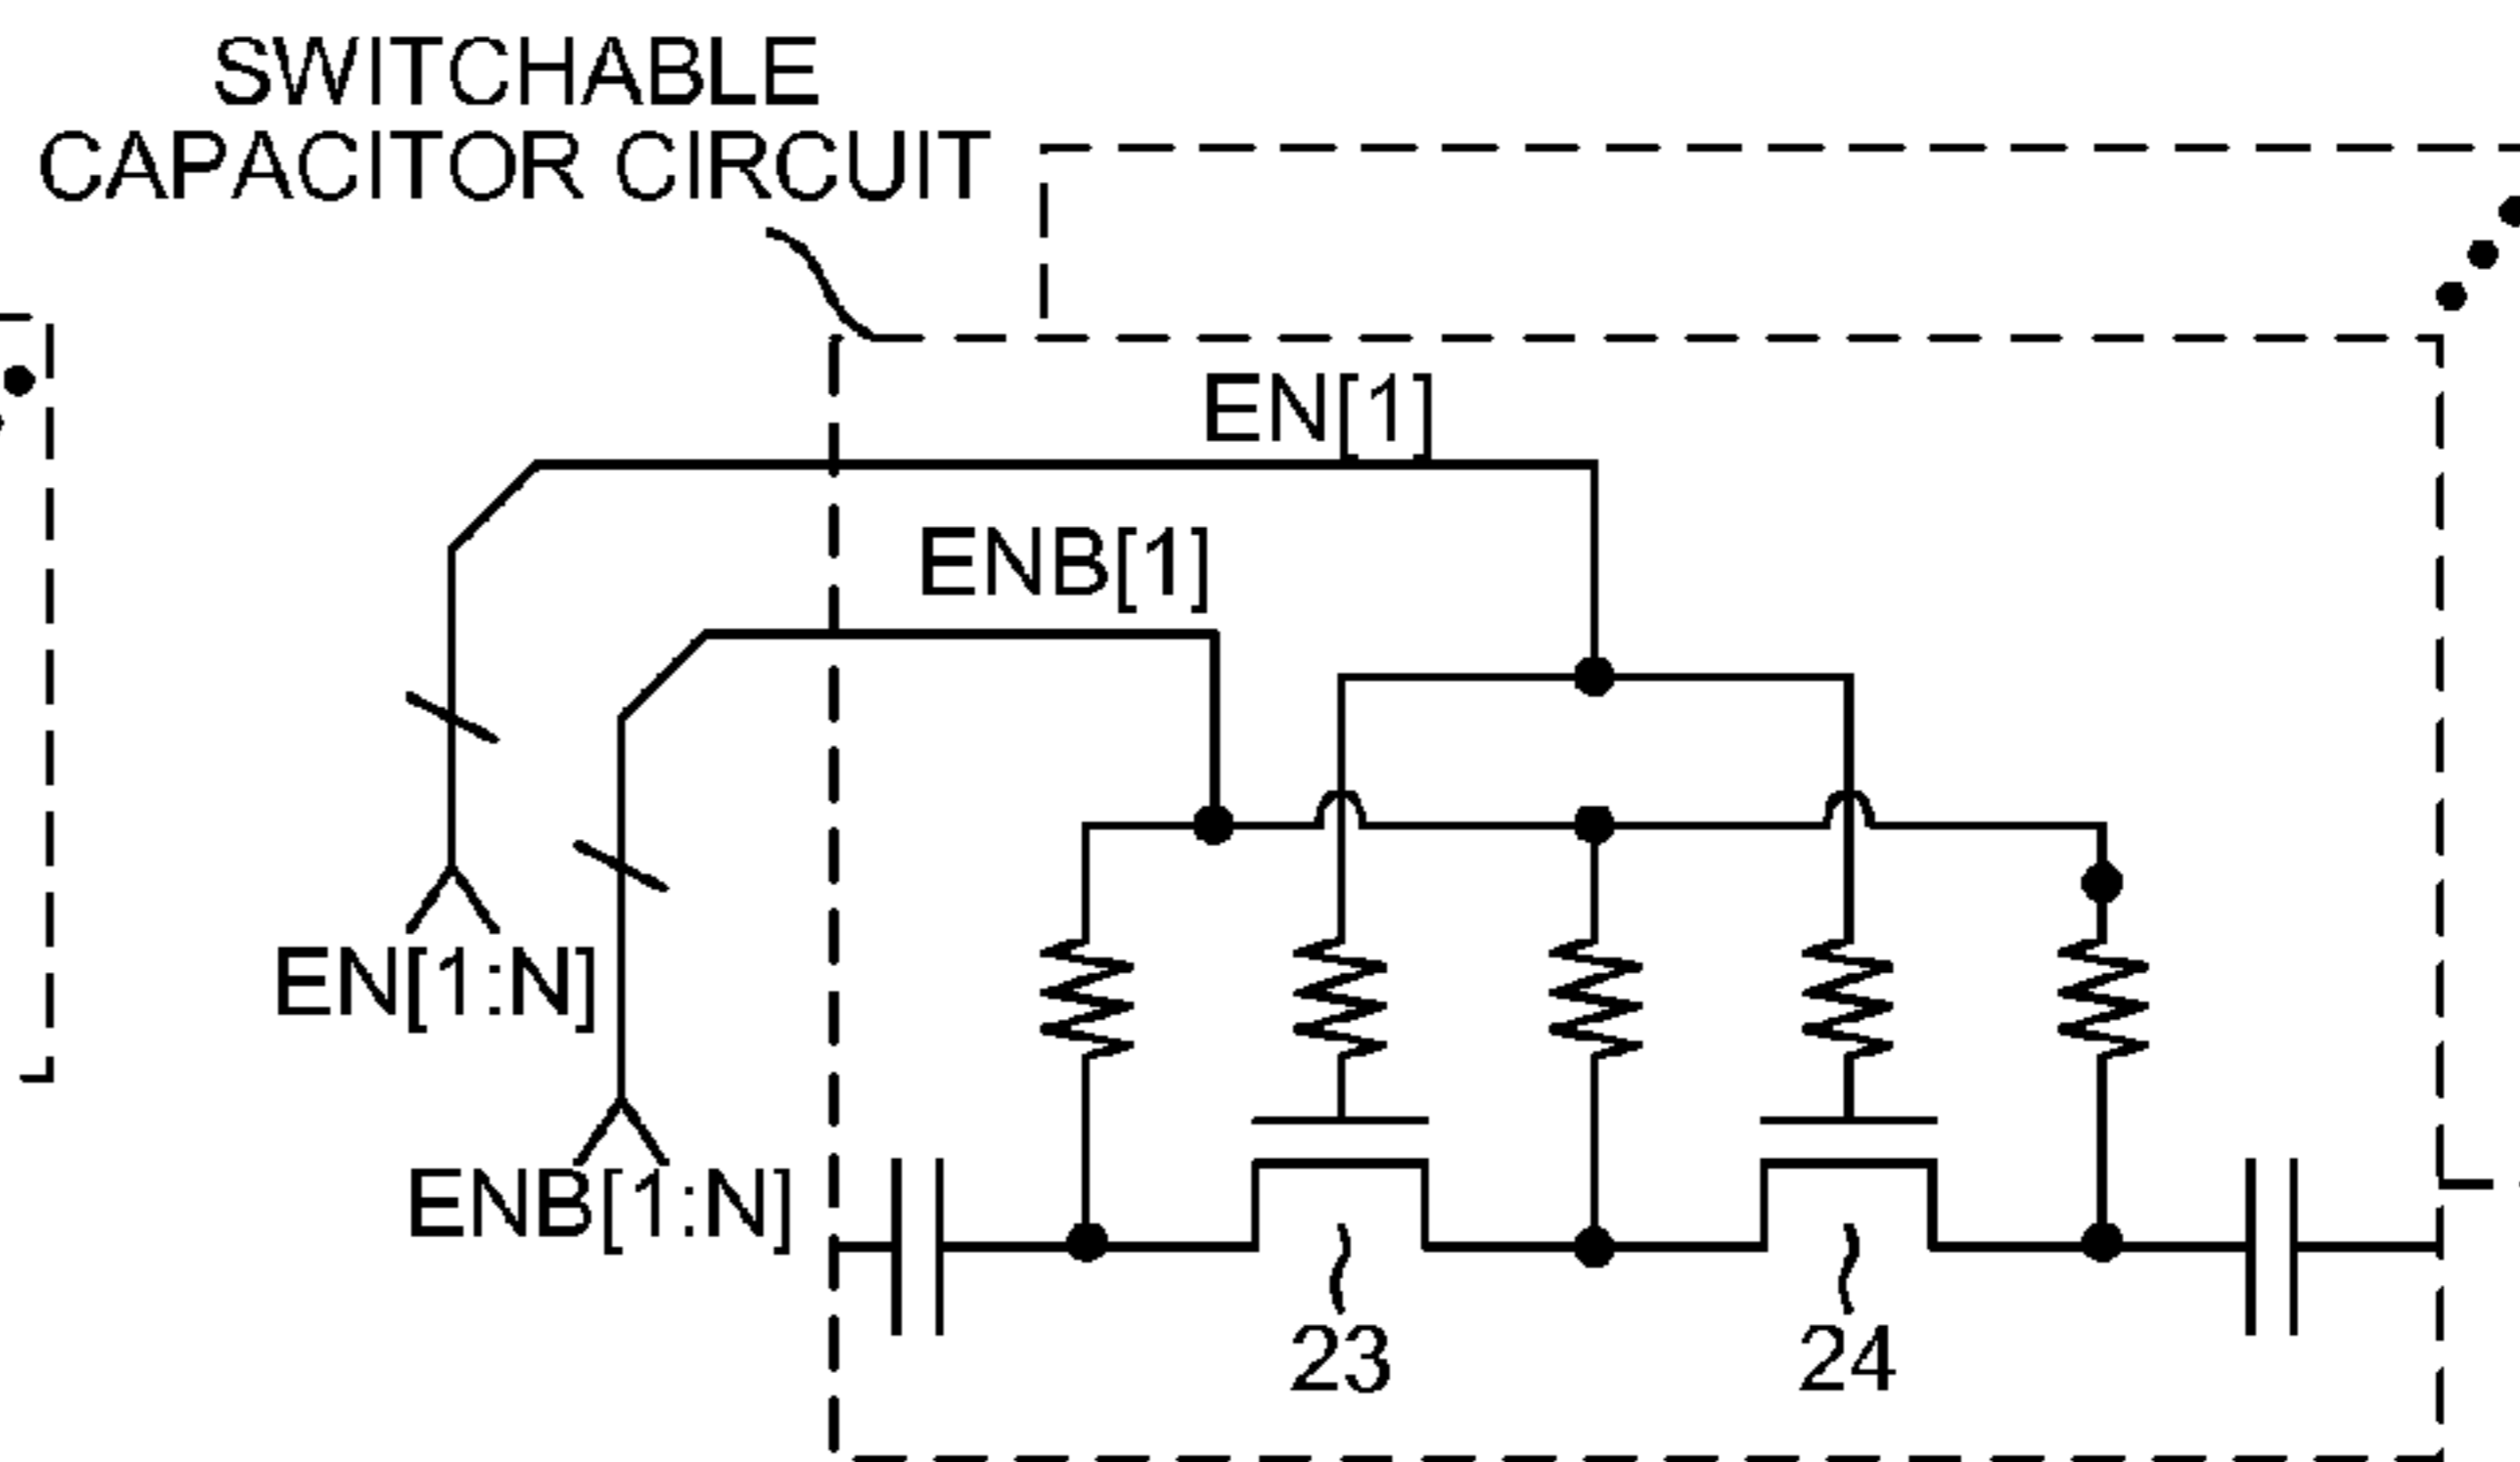 SWITCHABLE
CAPACITOR CIRCUIT
EN[1]
ENB[1]
EN[1:N]
ENB[1:N]
23
24